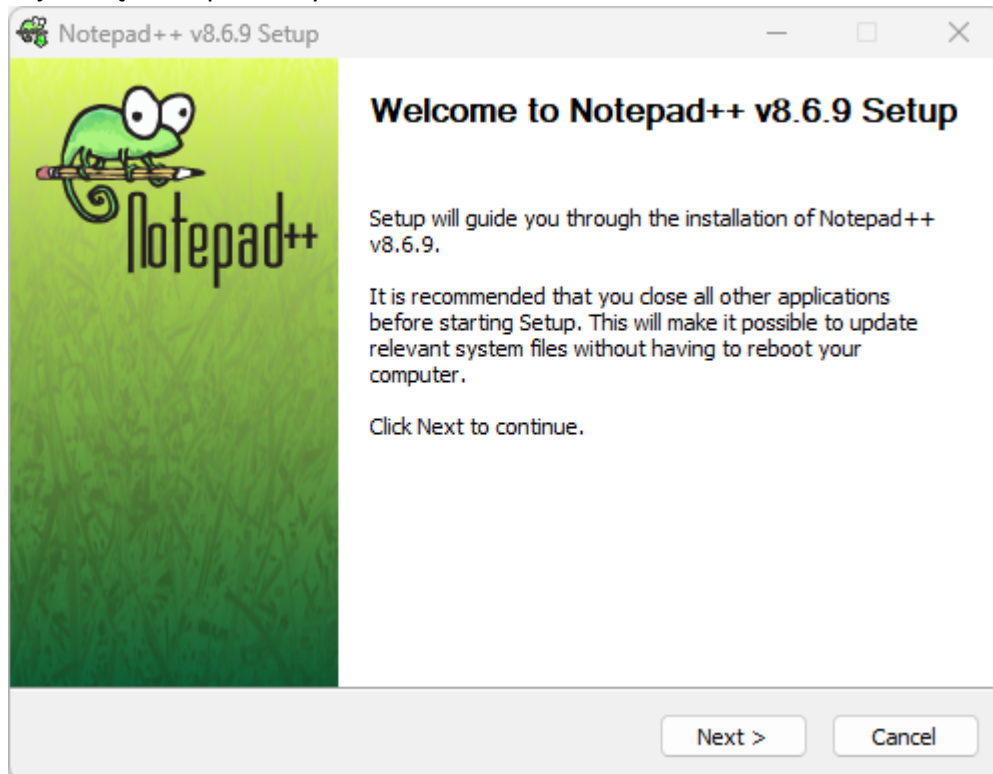 Notepad++ v8.6.9 Setup
Notepad++
Welcome to Notepad++ v8.6.9 Setup
Setup will guide you through the installation of Notepad++
v8.6.9.
It is recommended that you close all other applications
before starting Setup. This will make it possible to update
relevant system files without having to reboot your
computer.
Click Next to continue.
Next >
Cancel